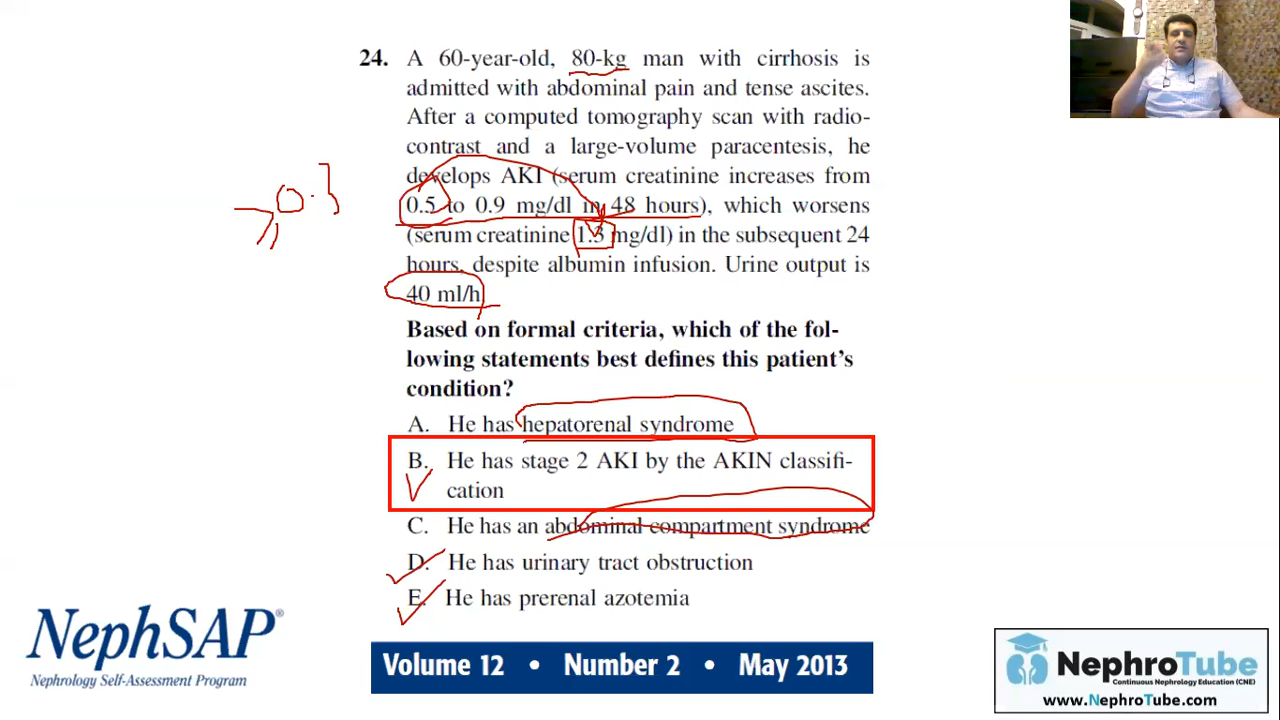 24. A 60-year-old, 80-kg man with cirrhosis is
admitted with abdominal pain and tense ascites.
After a computed tomography scan with radio-
contrast and a large-volume paracentesis, he
develops AKI (serum creatinine increases from
0.5 to 0.9 mg/dl in 48 hours), which worsens
(serum creatinine 1.3 mg/dl) in the subsequent 24
hours, despite albumin infusion. Urine output is
40 ml/h
Based on formal criteria, which of the fol-
lowing statements best defines this patient's
condition?
A. He has hepatorenal syndrome
B. He has stage 2 AKI by the AKIN classifi-
cation
C. He has an abdominal compartment syndrome
D. He has urinary tract obstruction
E. He has prerenal azotemia
0.3
NephSAP®
Nephrology Self-Assessment Program
Volume 12 • Number 2 • May 2013
NephroTube
Continuous Nephrology Education (CNE)
www.NephroTube.com